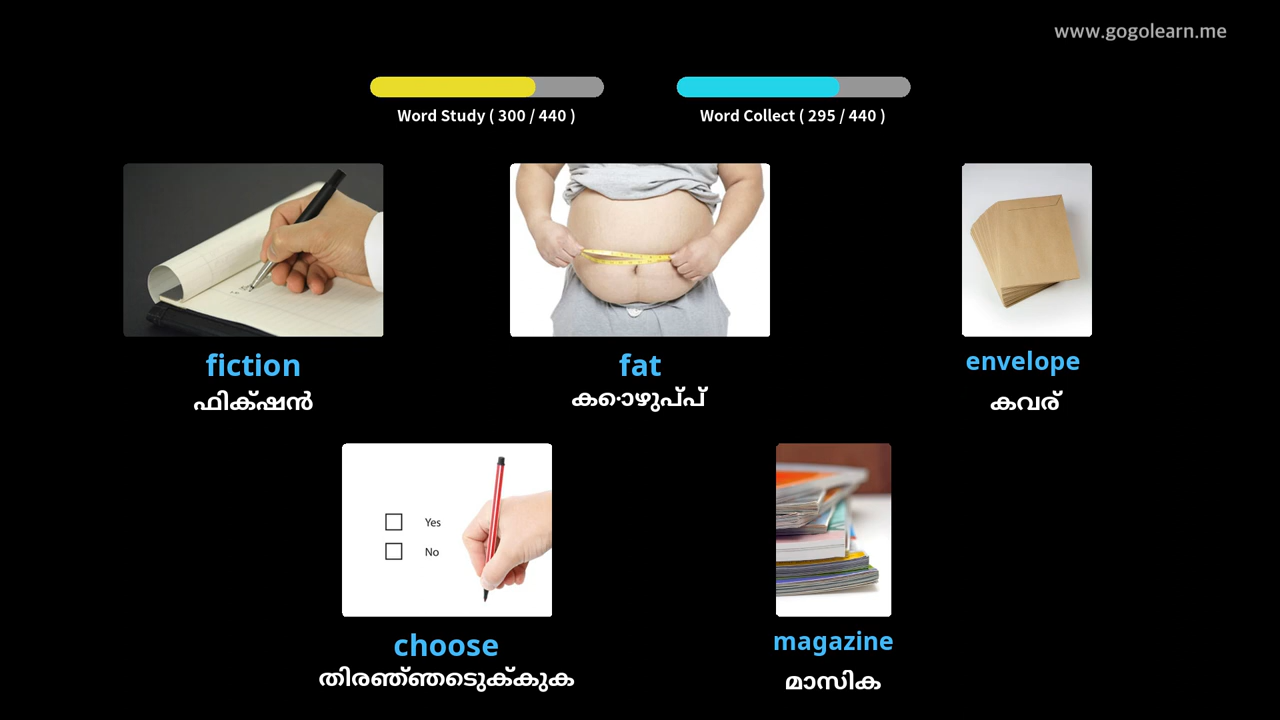 www.gogolearn.me
Word Study ( 300 / 440 )
Word Collect ( 295 / 440 )
fiction
ഫിക്ഷൻ
fat
കൊഴുപ്പ്
envelope
കവര്
Yes
No
choose
തിരഞ്ഞെടുക്കുക
magazine
മാസിക